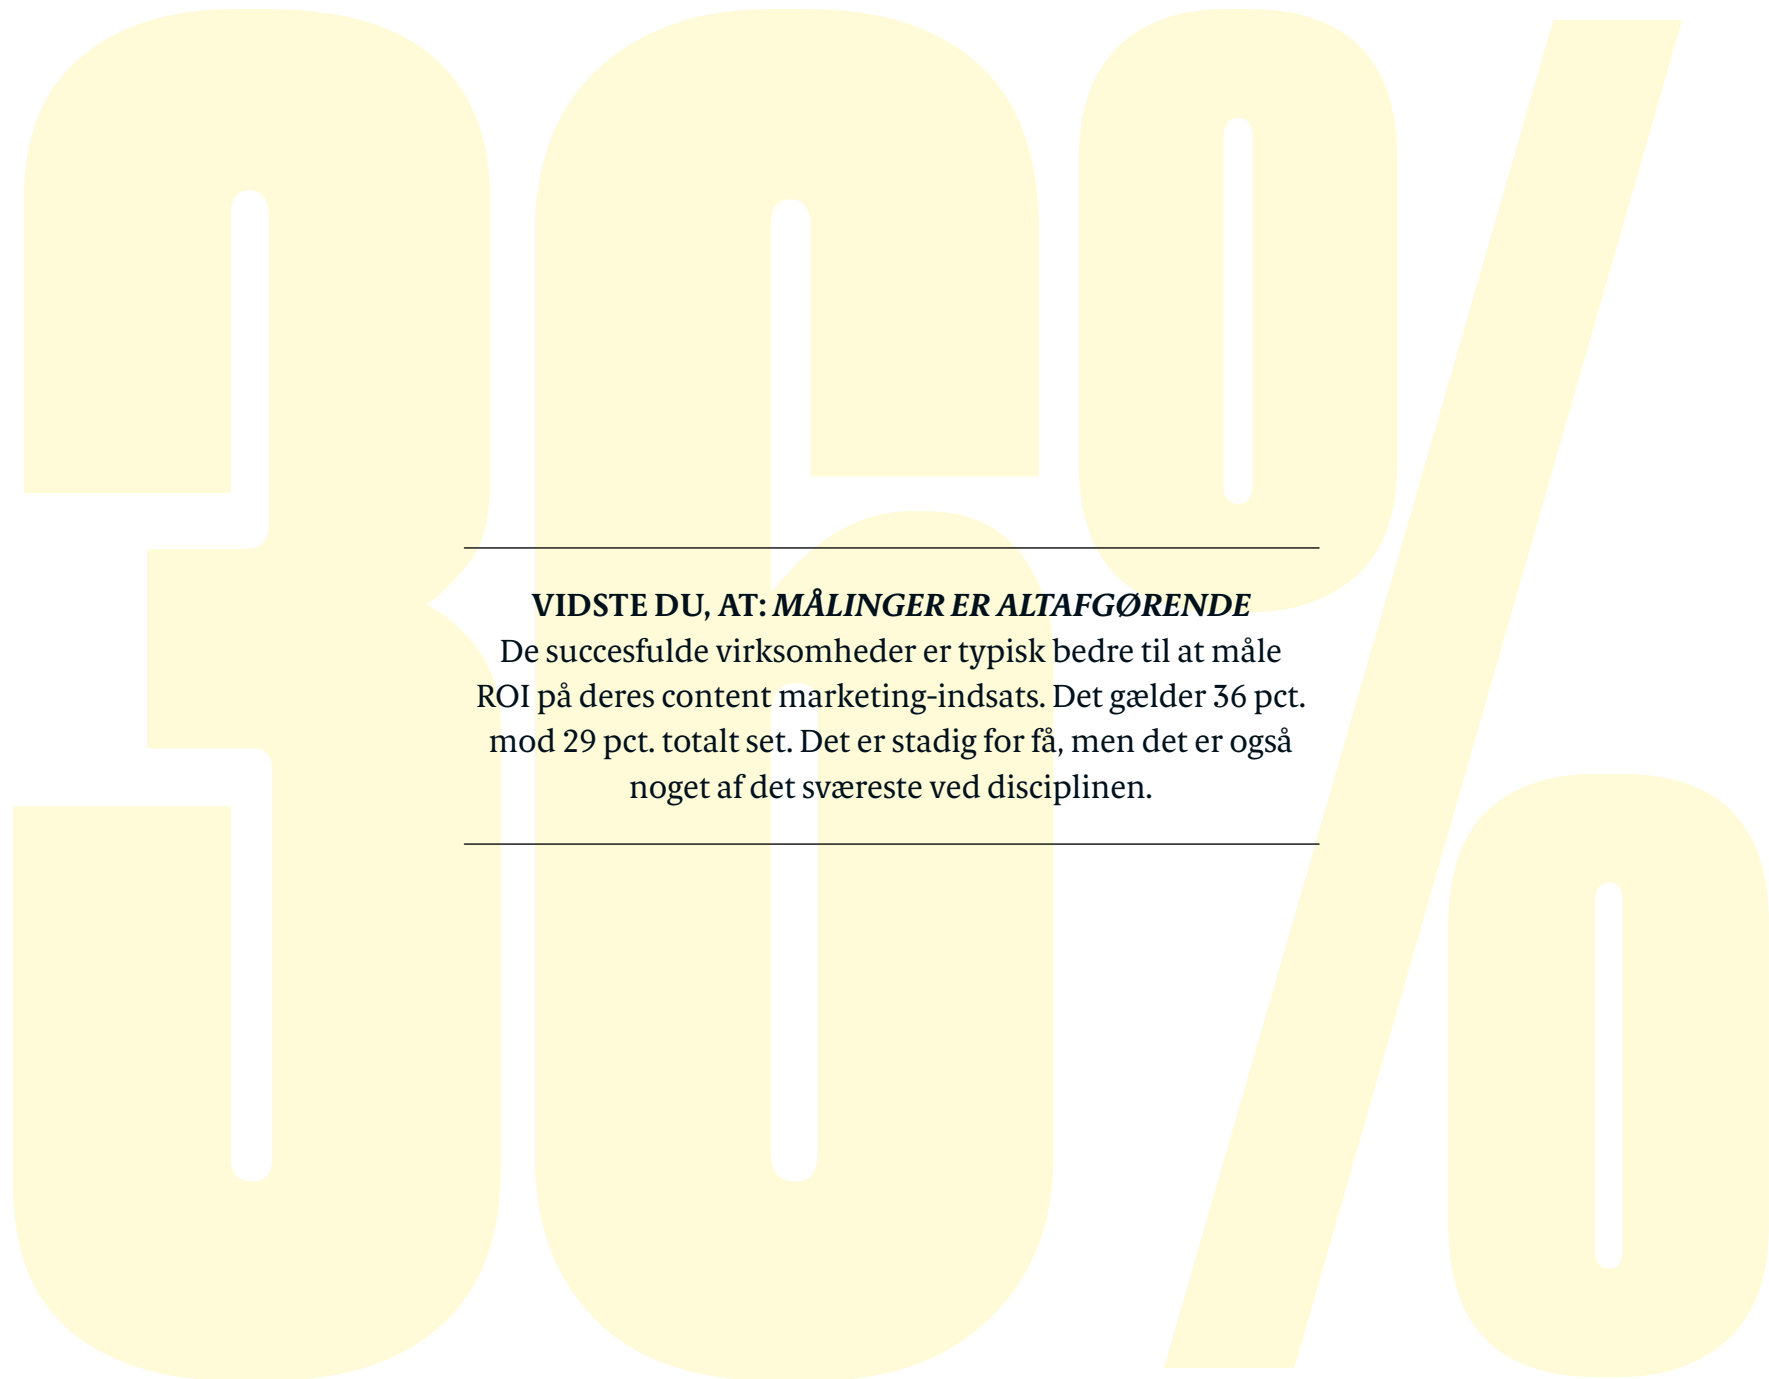 36%
VIDSTE DU, AT: MÅLINGER ER ALTAFGØRENDE
De succesfulde virksomheder er typisk bedre til at måle
ROI på deres content marketing-indsats. Det gælder 36 pct.
mod 29 pct. totalt set. Det er stadig for få, men det er også
noget af det sværeste ved disciplinen.